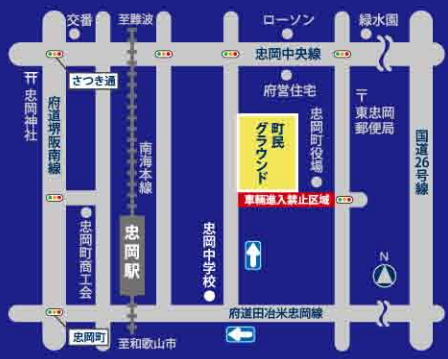 交番
至難波
ローソン
緑水園
忠岡中央線
さつき通
府営住宅
忠岡神社
府道堺阪南線
南海本線
町民グラウンド
忠岡町役場
〒
東忠岡
郵便局
国道26号線
車輌進入禁止区域
忠岡町商工会
忠岡駅
忠岡中学校
N
府道田治米忠岡線
忠岡町
至和歌山市